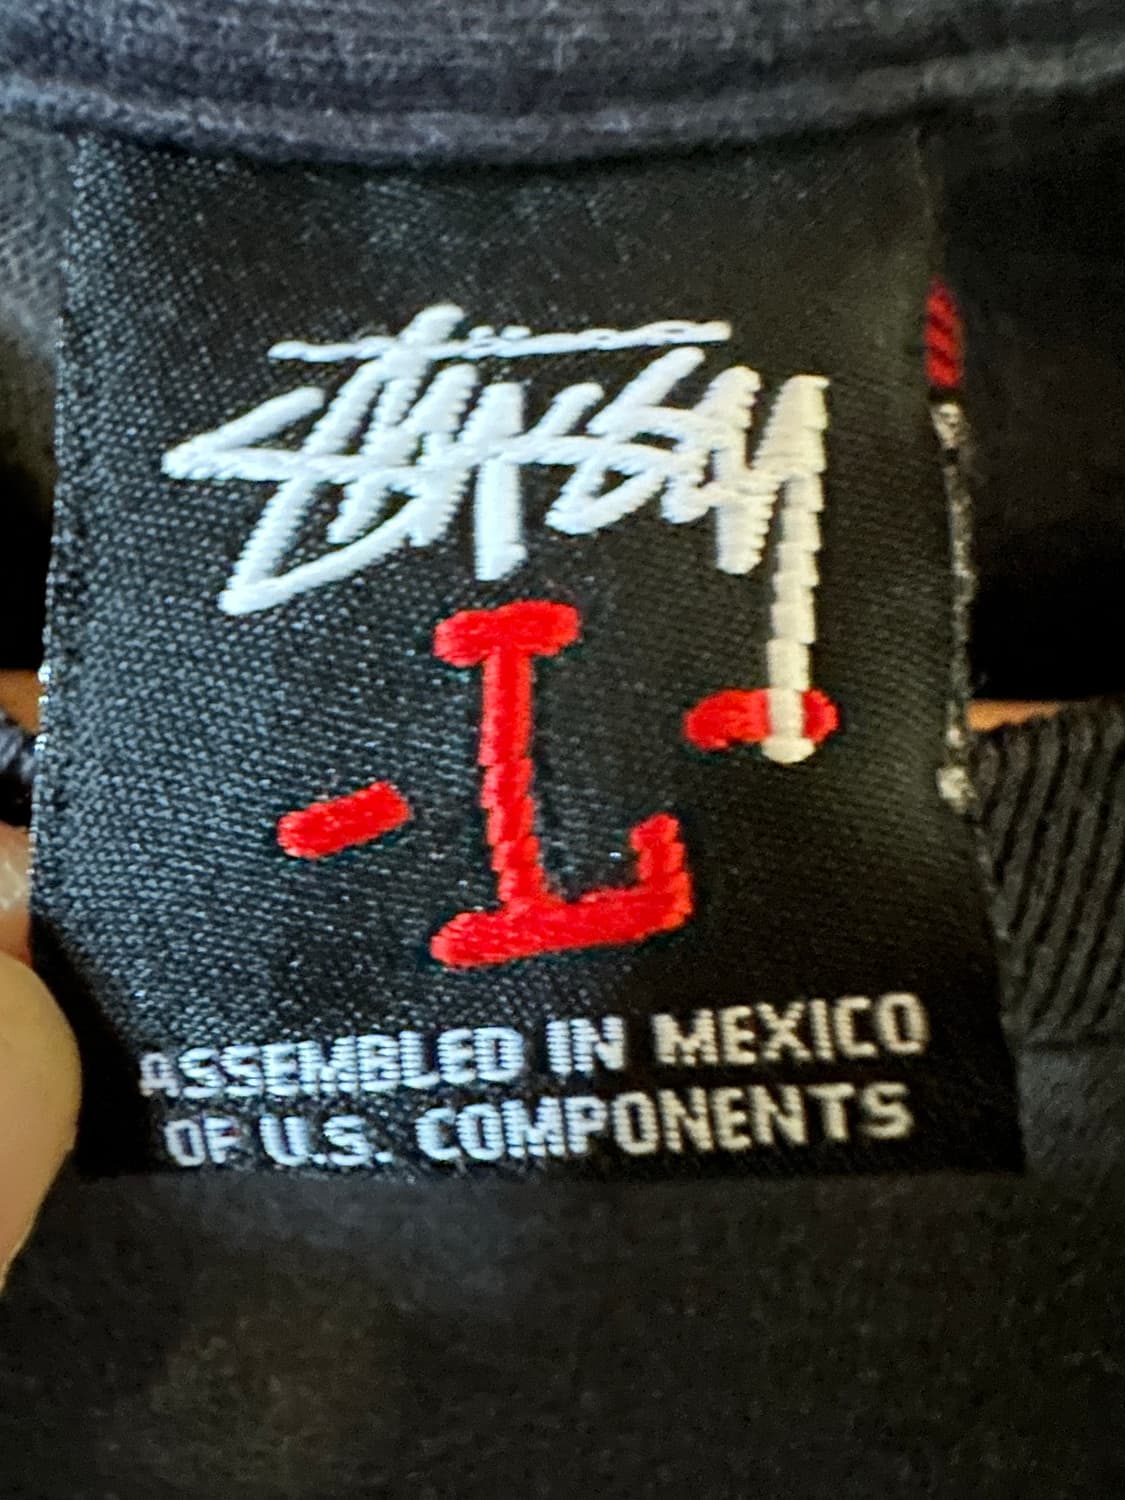 STÜSSY
- L -
ASSEMBLED IN MEXICO
OF U.S. COMPONENTS